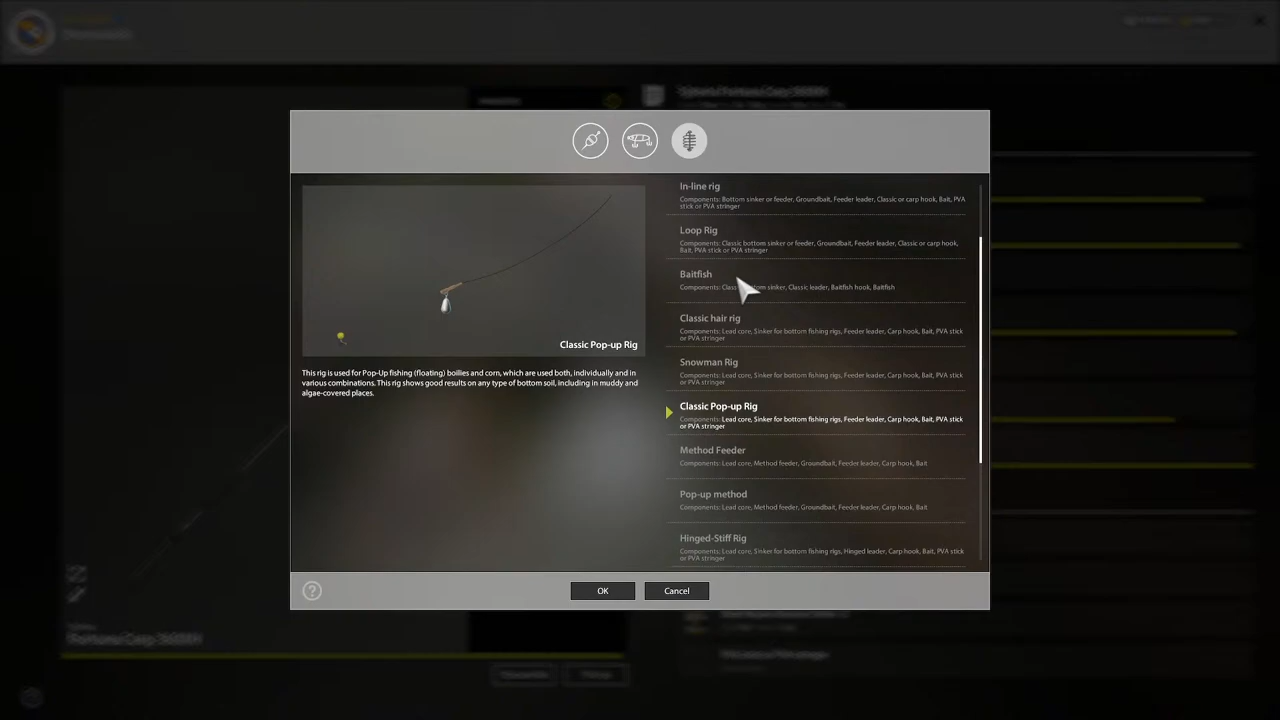 Classic Pop-up Rig
This rig is used for Pop-Up fishing (floating) boilies and corn, which are used both, individually and in
various combinations. This rig shows good results on any type of bottom soil, including in muddy and
algae-covered places.
In-line rig
Components: Bottom sinker or feeder, Groundbait, Feeder leader, Classic or carp hook, Bait, PVA
stick or PVA stringer
Loop Rig
Components: Classic bottom sinker or feeder, Groundbait, Feeder leader, Classic or carp hook,
Bait, PVA stick or PVA stringer
Baitfish
Components: sinker, Classic leader, Baitfish hook, Baitfish
Classic hair rig
Components: Lead core, Sinker for bottom fishing rigs, Feeder leader, Carp hook, Bait, PVA stick
or PVA stringer
Snowman Rig
Components: Lead core, Sinker for bottom fishing rigs, Feeder leader, Carp hook, Bait, PVA stick
or PVA stringer
Classic Pop-up Rig
Components: Lead core, Sinker for bottom fishing rigs, Feeder leader, Carp hook, Bait, PVA stick
or PVA stringer
Method Feeder
Components: Lead core, Method feeder, Groundbait, Feeder leader, Carp hook, Bait
Pop-up method
Components: Lead core, Method feeder, Groundbait, Feeder leader, Carp hook, Bait
Hinged-Stiff Rig
Components: Lead core, Sinker for bottom fishing rigs, Hinged leader, Carp hook, Bait, PVA stick
or PVA stringer
?
OK
Cancel